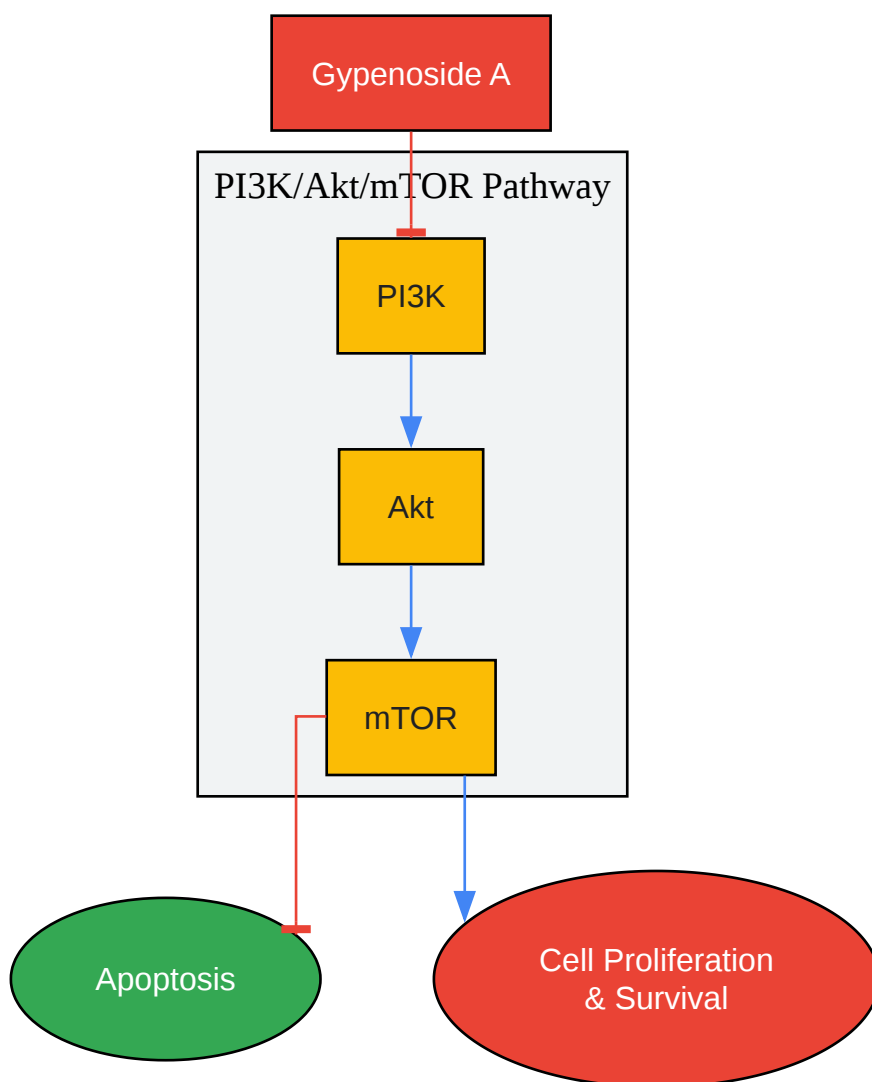 Gypenoside A
PI3K/Akt/mTOR Pathway
PI3K
Akt
mTOR
Apoptosis
Cell Proliferation
& Survival